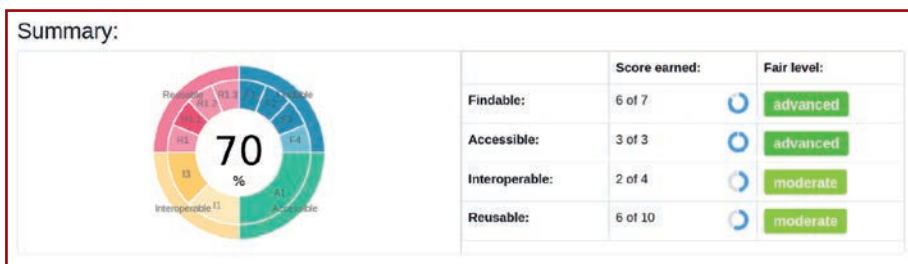 Summary:
Score earned: Fair level:
Findable: 6 of 7 advanced
Accessible: 3 of 3 advanced
Interoperable: 2 of 4 moderate
Reusable: 6 of 10 moderate
Reusable R1.3 F1 Findable
R1.2 F2
R1.1 F3
R1 F4
70
%
I3 A1
Interoperable I1 Accessible